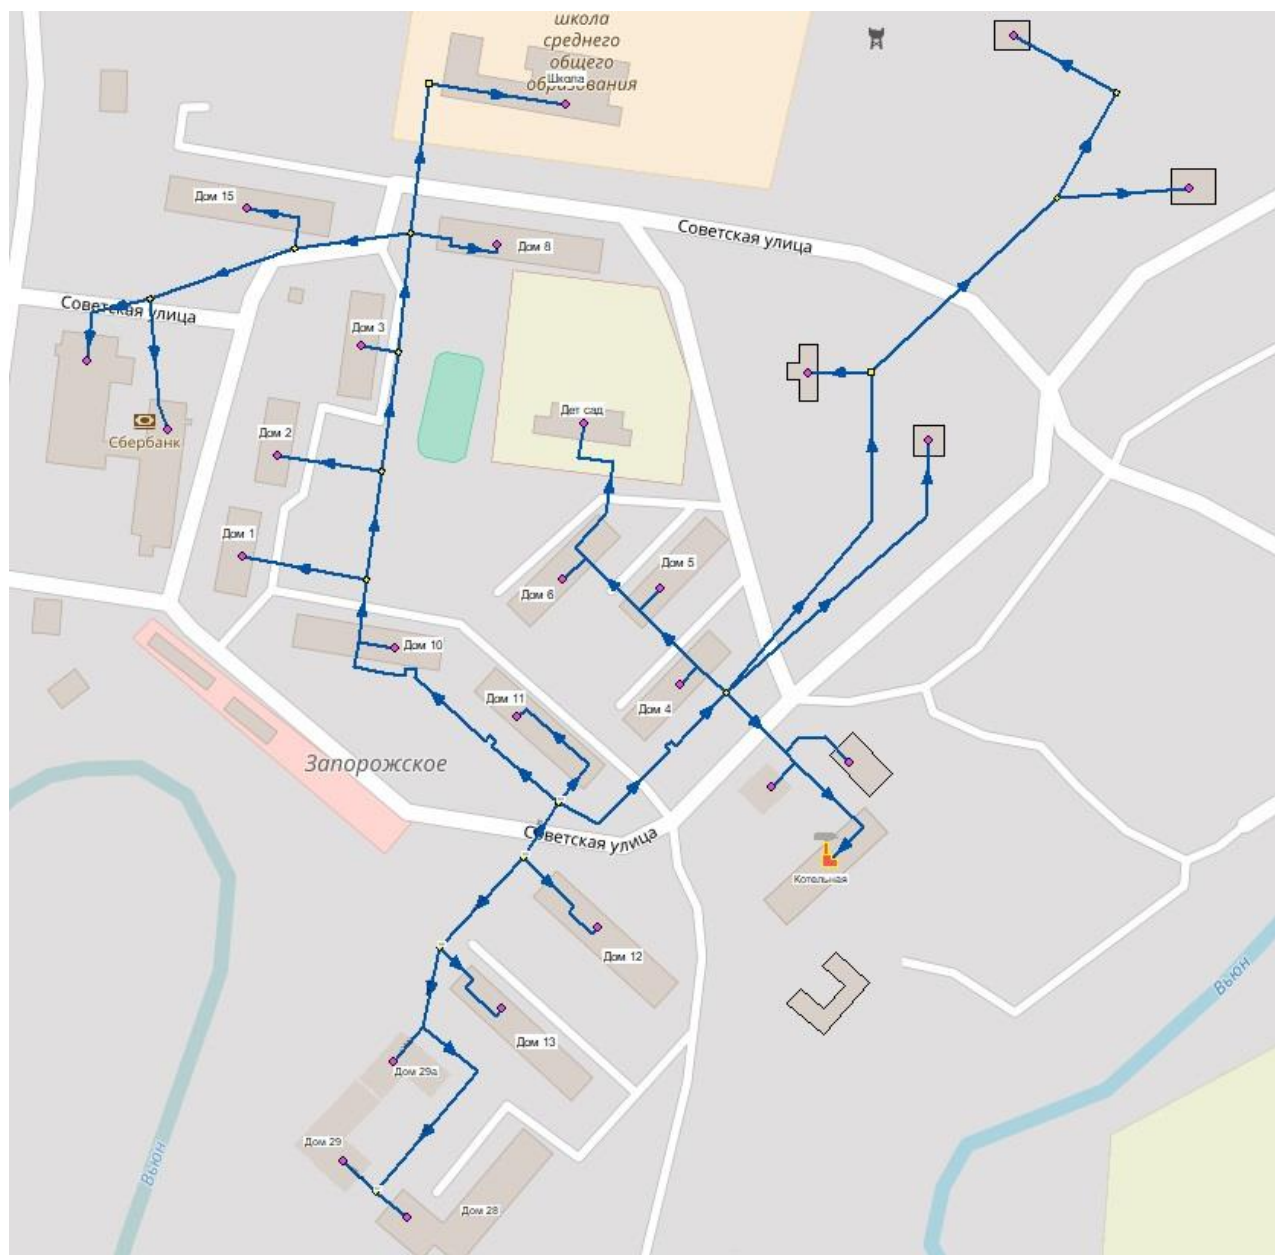 школа
среднего
общего
образования
Школа
Дом 15
Советская улица
Дом 8
Советская улица
Дом 3
Дет сад
Дом 2
Сбербанк
Дом 1
Дом 5
Дом 6
Дом 10
Дом 11
Дом 4
Запорожское
Советская улица
Котельная
Дом 12
Вьюн
Дом 13
Дом 29а
Дом 29
Вьюн
Дом 28